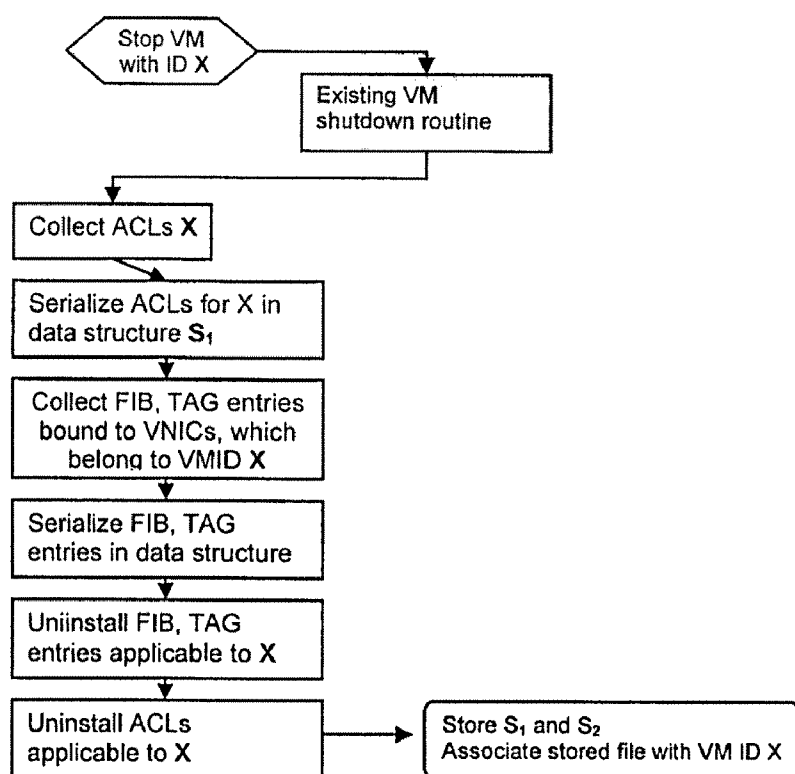 Stop VM
with ID X
Existing VM
shutdown routine
Collect ACLs X
Serialize ACLs for X in
data structure S₁
Collect FIB, TAG entries
bound to VNICs, which
belong to VMID X
Serialize FIB, TAG
entries in data structure
Uniinstall FIB, TAG
entries applicable to X
Uninstall ACLs
applicable to X
Store S₁ and S₂
Associate stored file with VM ID X